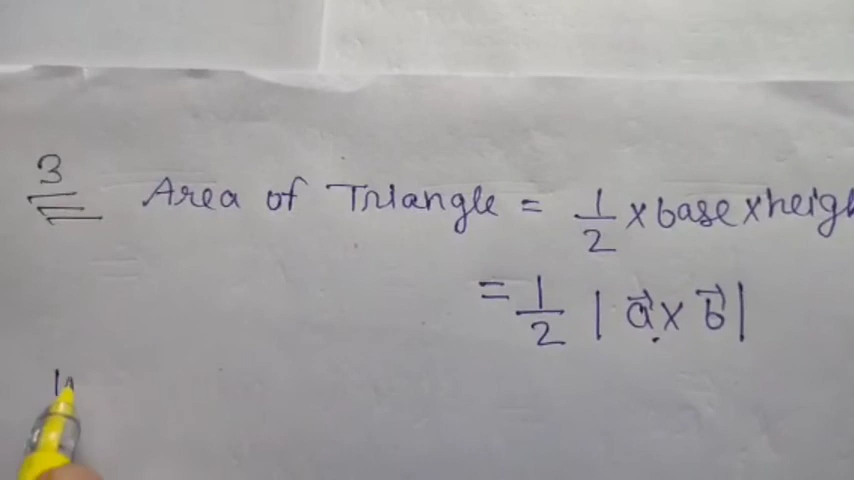 3
Area of Triangle = 1/2 × base × heigh
= 1/2 | a⃗ × b⃗ |